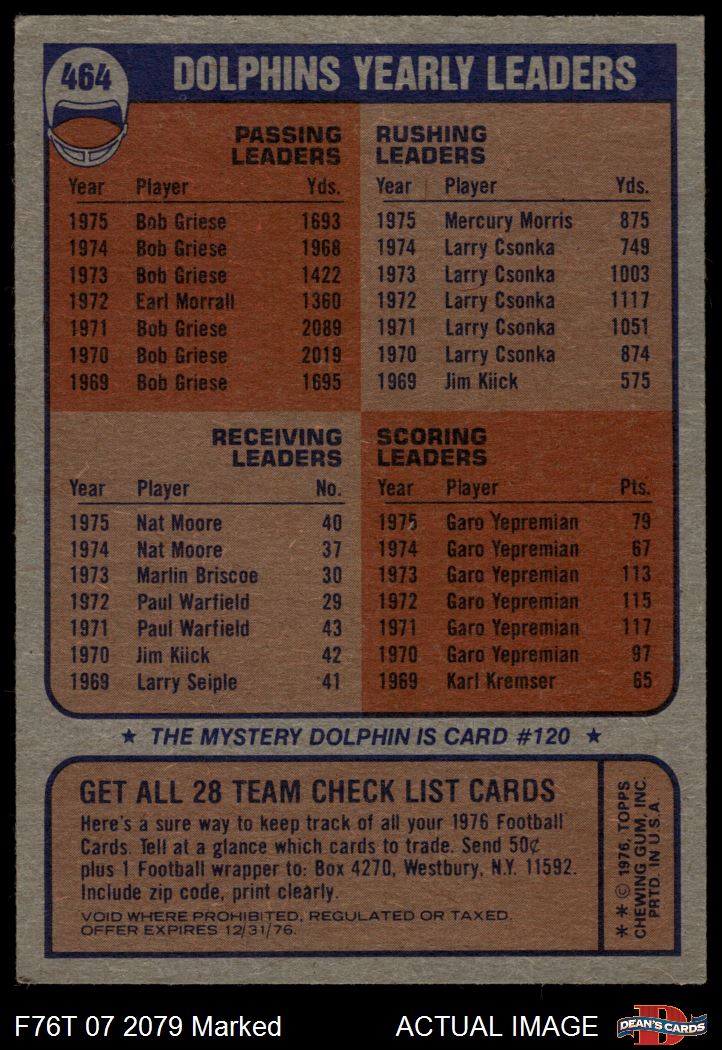 464
DOLPHINS YEARLY LEADERS
PASSING
LEADERS
Year Player Yds.
1975 Bob Griese 1693
1974 Bob Griese 1968
1973 Bob Griese 1422
1972 Earl Morrall 1360
1971 Bob Griese 2089
1970 Bob Griese 2019
1969 Bob Griese 1695
RUSHING
LEADERS
Year Player Yds.
1975 Mercury Morris 875
1974 Larry Csonka 749
1973 Larry Csonka 1003
1972 Larry Csonka 1117
1971 Larry Csonka 1051
1970 Larry Csonka 874
1969 Jim Kiick 575
RECEIVING
LEADERS
Year Player No.
1975 Nat Moore 40
1974 Nat Moore 37
1973 Marlin Briscoe 30
1972 Paul Warfield 29
1971 Paul Warfield 43
1970 Jim Kiick 42
1969 Larry Seiple 41
SCORING
LEADERS
Year Player Pts.
1975 Garo Yepremian 79
1974 Garo Yepremian 67
1973 Garo Yepremian 113
1972 Garo Yepremian 115
1971 Garo Yepremian 117
1970 Garo Yepremian 97
1969 Karl Kremser 65
★ THE MYSTERY DOLPHIN IS CARD #120 ★
GET ALL 28 TEAM CHECK LIST CARDS
Here's a sure way to keep track of all your 1976 Football
Cards. Tell at a glance which cards to trade. Send 50¢
plus 1 Football wrapper to: Box 4270, Westbury, N.Y. 11592.
Include zip code, print clearly.
VOID WHERE PROHIBITED, REGULATED OR TAXED.
OFFER EXPIRES 12/31/76.
＊ ＊ © 1976, TOPPS
CHEWING GUM, INC.
PRTD. IN U.S.A
F76T 07 2079 Marked
ACTUAL IMAGE
D
DEAN'S CARDS